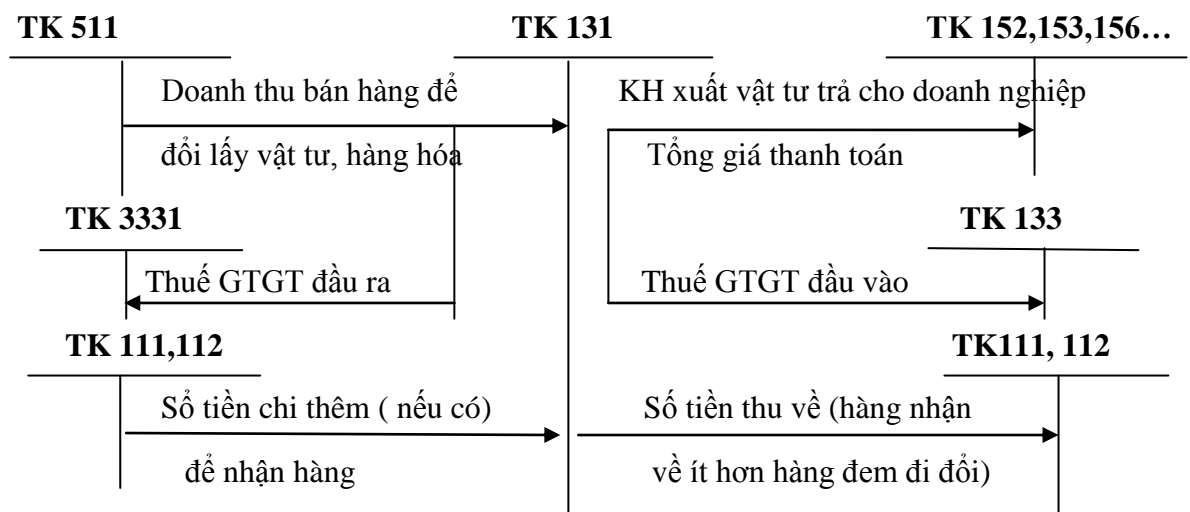 TK 511
TK 131
TK 152,153,156…
Doanh thu bán hàng để
KH xuất vật tư trả cho doanh nghiệp
đổi lấy vật tư, hàng hóa
Tổng giá thanh toán
TK 3331
TK 133
Thuế GTGT đầu ra
Thuế GTGT đầu vào
TK 111,112
TK111, 112
Sổ tiền chi thêm ( nếu có)
Số tiền thu về (hàng nhận
để nhận hàng
về ít hơn hàng đem đi đổi)